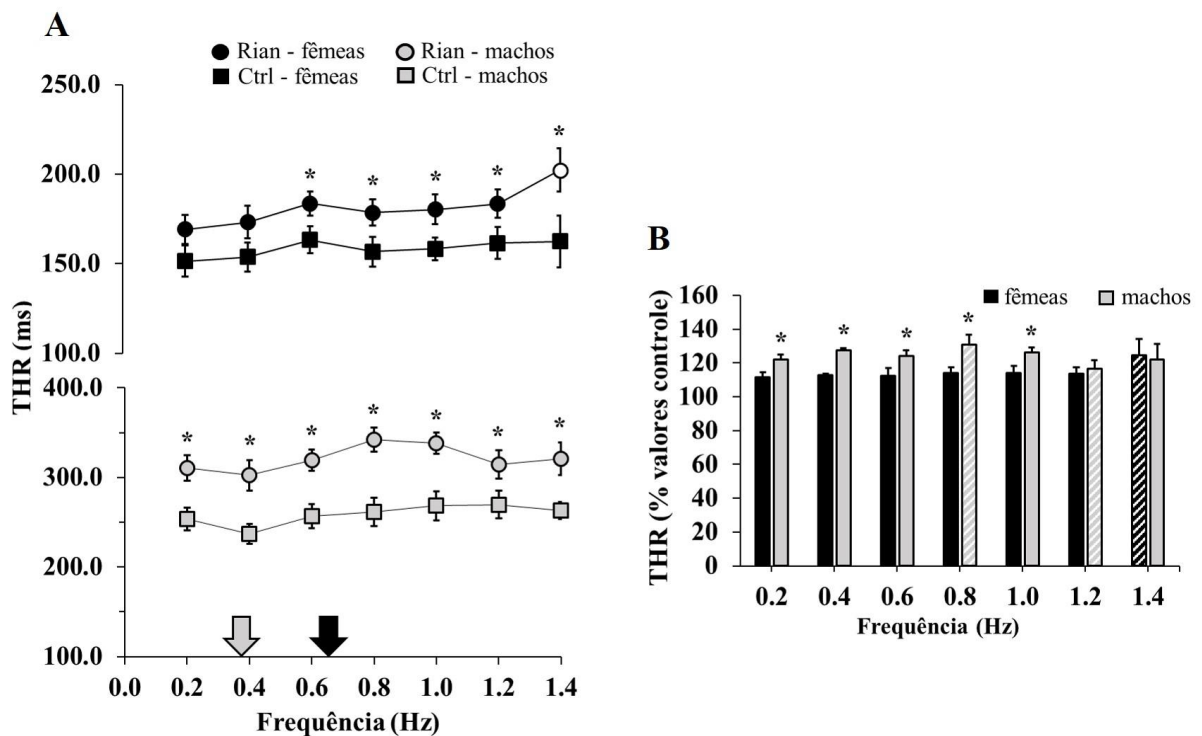 A
Rian - fêmeas Rian - machos
Ctrl - fêmeas Ctrl - machos
250.0
200.0
150.0
100.0
THR (ms)
400.0
300.0
200.0
100.0
* * * * *
* * * * * * *
0.0 0.2 0.4 0.6 0.8 1.0 1.2 1.4
Frequência (Hz)
B
fêmeas machos
160
140
120
100
80
60
40
20
0
THR (% valores controle)
* * * * *
0.2 0.4 0.6 0.8 1.0 1.2 1.4
Frequência (Hz)